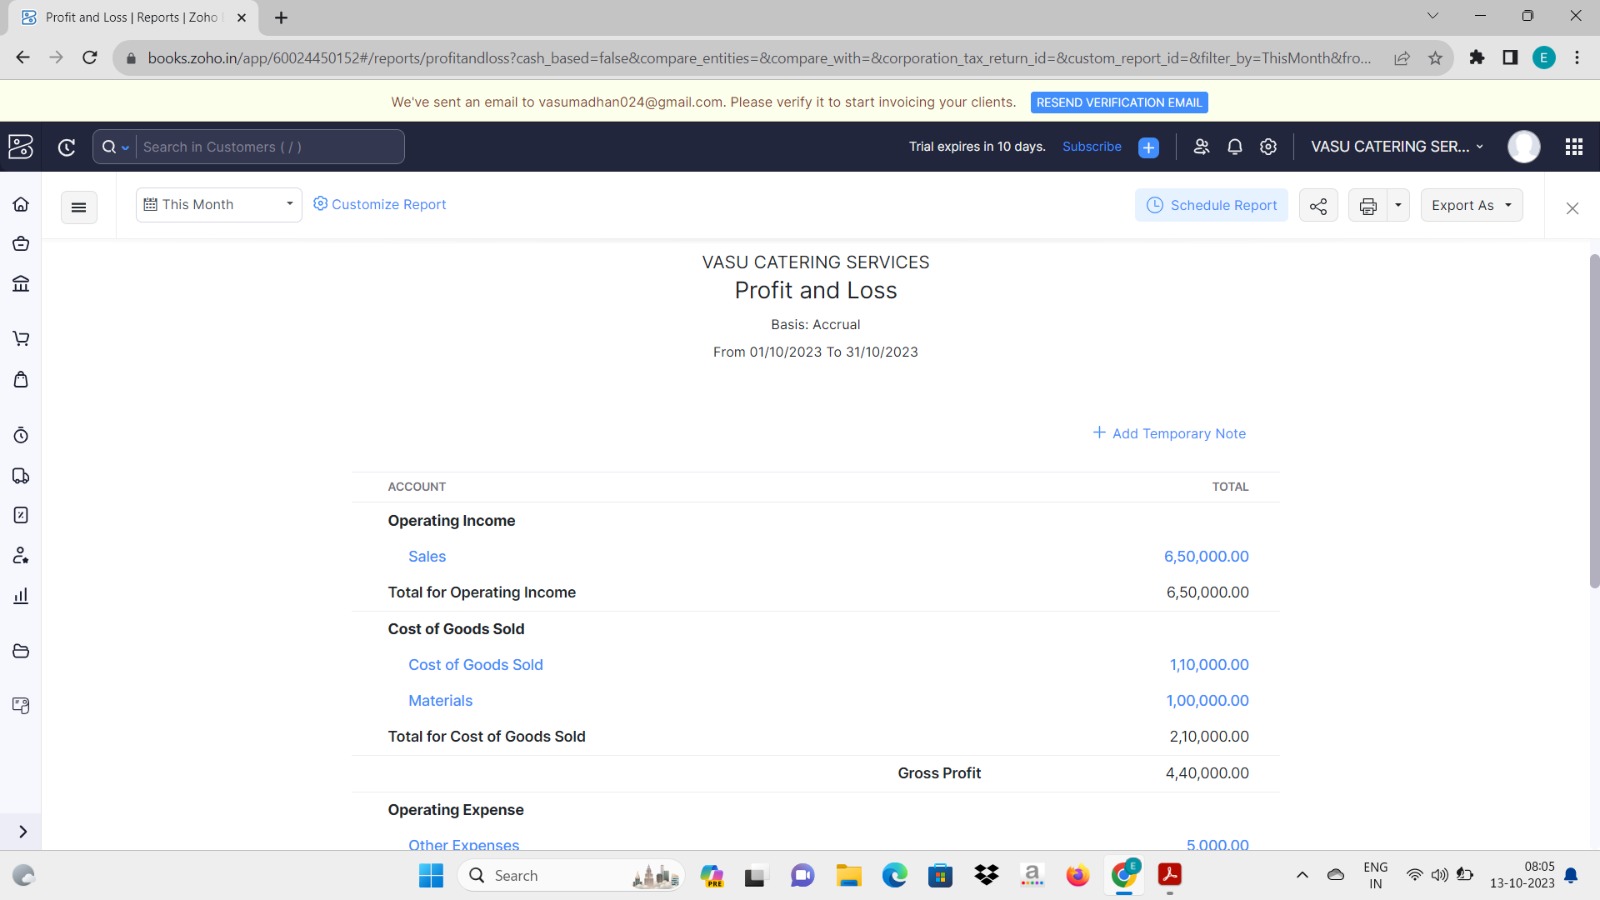 Profit and Loss | Reports | Zoho
books.zoho.in/app/60024450152#/reports/profitandloss?cash_based=false&compare_entities=&compare_with=&corporation_tax_return_id=&custom_report_id=&filter_by=ThisMonth&fro...
E
We've sent an email to vasumadhan024@gmail.com. Please verify it to start invoicing your clients. RESEND VERIFICATION EMAIL
Search in Customers ( / )
Trial expires in 10 days. Subscribe
VASU CATERING SER...
This Month
Customize Report
Schedule Report
Export As
VASU CATERING SERVICES
Profit and Loss
Basis: Accrual
From 01/10/2023 To 31/10/2023
+ Add Temporary Note
ACCOUNT TOTAL
Operating Income
Sales 6,50,000.00
Total for Operating Income 6,50,000.00
Cost of Goods Sold
Cost of Goods Sold 1,10,000.00
Materials 1,00,000.00
Total for Cost of Goods Sold 2,10,000.00
Gross Profit 4,40,000.00
Operating Expense
Other Expenses 5,000.00
Search
PRE
a
E
ENG
IN
08:05
13-10-2023